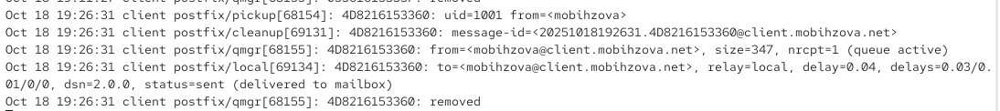 Oct 18 19:26:31 client postfix/pickup[68154]: 4D8216153360: uid=1001 from=<mobihzova>
Oct 18 19:26:31 client postfix/cleanup[69131]: 4D8216153360: message-id=<20251018192631.4D8216153360@client.mobihzova.net>
Oct 18 19:26:31 client postfix/qmgr[68155]: 4D8216153360: from=<mobihzova@client.mobihzova.net>, size=347, nrcpt=1 (queue active)
Oct 18 19:26:31 client postfix/local[69134]: 4D8216153360: to=<mobihzova@client.mobihzova.net>, relay=local, delay=0.04, delays=0.03/0.
01/0/0, dsn=2.0.0, status=sent (delivered to mailbox)
Oct 18 19:26:31 client postfix/qmgr[68155]: 4D8216153360: removed